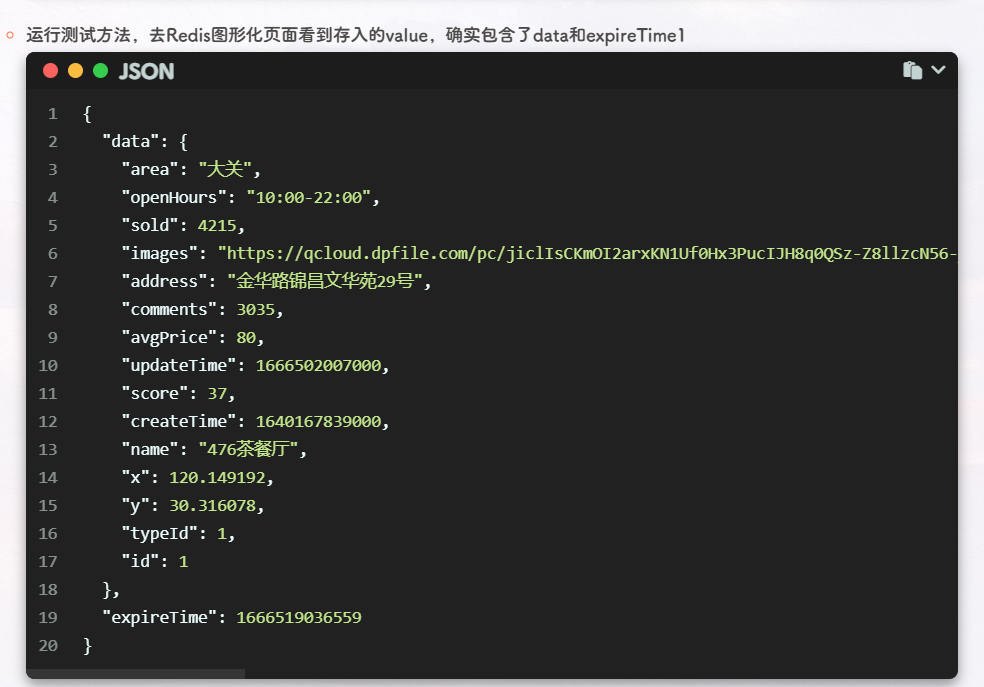 运行测试方法，去Redis图形化页面看到存入的value，确实包含了data和expireTime1
JSON
1 {
2 "data": {
3 "area": "大关",
4 "openHours": "10:00-22:00",
5 "sold": 4215,
6 "images": "https://qcloud.dpfile.com/pc/jiclIsCKmOI2arxKN1Uf0Hx3PucIJH8q0QSz-Z8llzcN56-
7 "address": "金华路锦昌文华苑29号",
8 "comments": 3035,
9 "avgPrice": 80,
10 "updateTime": 1666502007000,
11 "score": 37,
12 "createTime": 1640167839000,
13 "name": "476茶餐厅",
14 "x": 120.149192,
15 "y": 30.316078,
16 "typeId": 1,
17 "id": 1
18 },
19 "expireTime": 1666519036559
20 }